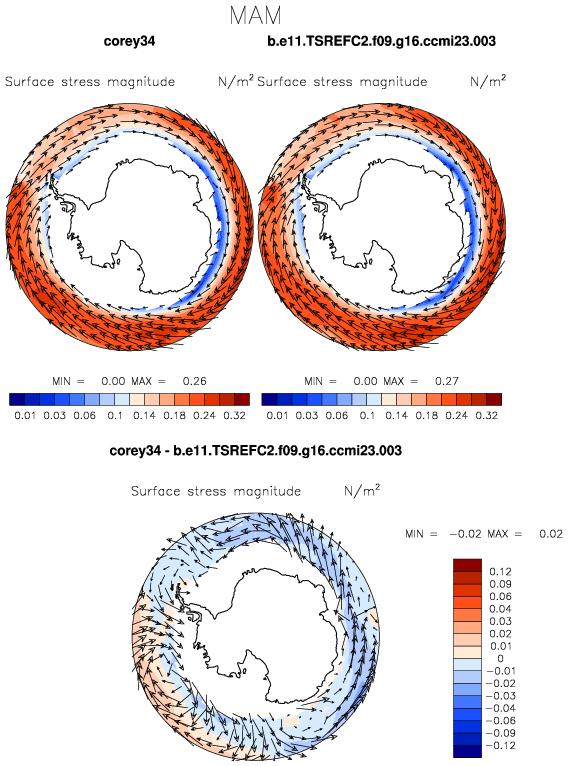 MAM
corey34
b.e11.TSREFC2.f09.g16.ccmi23.003
Surface stress magnitude N/m²
Surface stress magnitude N/m²
MIN = 0.00 MAX = 0.26
MIN = 0.00 MAX = 0.27
0.01 0.03 0.06 0.1 0.14 0.18 0.24 0.32
0.01 0.03 0.06 0.1 0.14 0.18 0.24 0.32
corey34 - b.e11.TSREFC2.f09.g16.ccmi23.003
Surface stress magnitude N/m²
MIN = −0.02 MAX = 0.02
0.12
0.09
0.06
0.04
0.03
0.02
0.01
0
−0.01
−0.02
−0.03
−0.04
−0.06
−0.09
−0.12